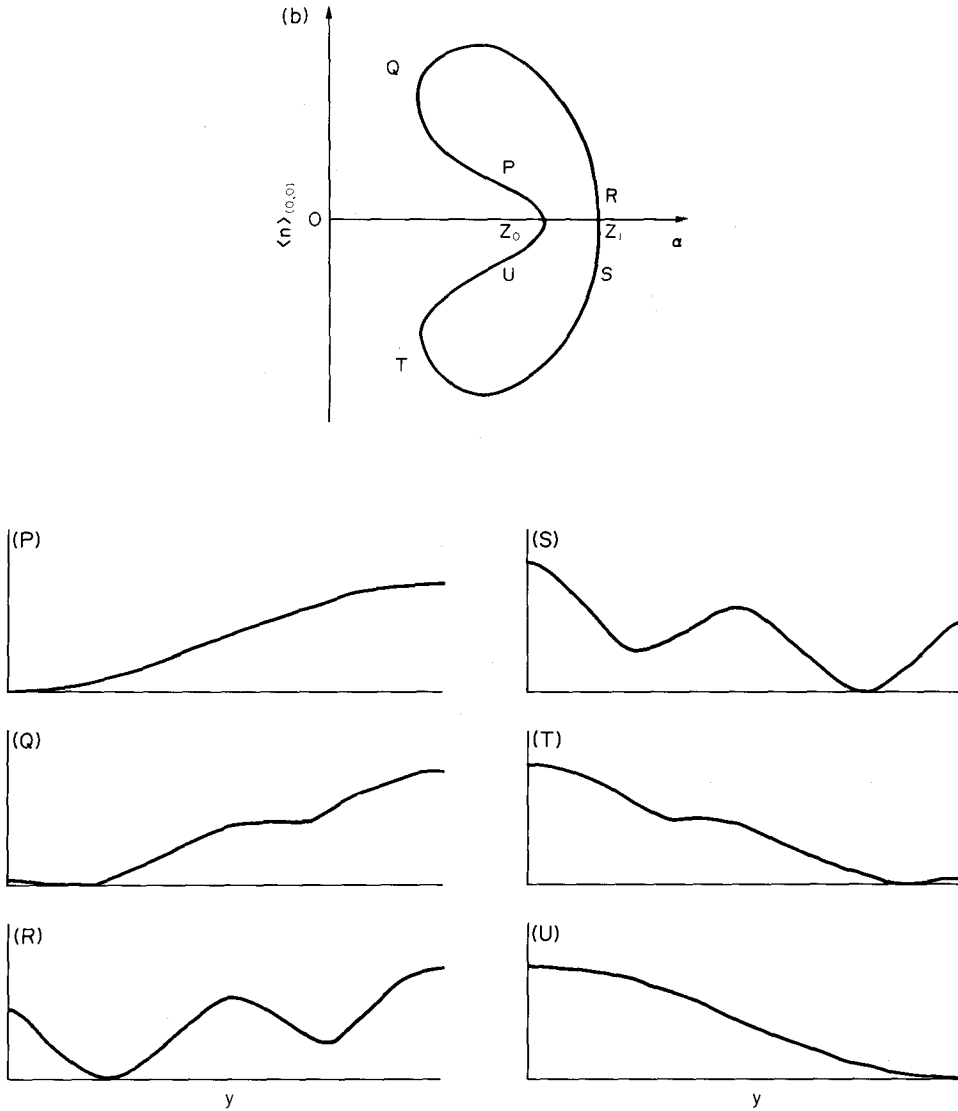 (b)
Q
P
R
⟨n⟩(0,0)
O
Z₀
Z₁
α
U
S
T
(P)
(S)
(Q)
(T)
(R)
(U)
y
y